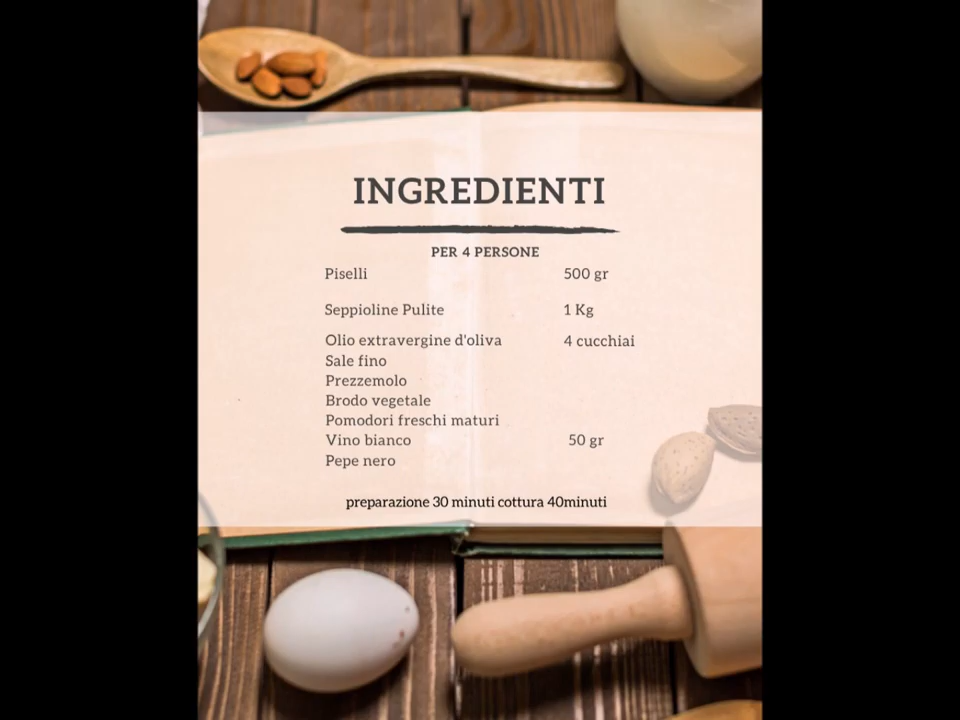 INGREDIENTI
PER 4 PERSONE
Piselli 500 gr
Seppioline Pulite 1 Kg
Olio extravergine d'oliva 4 cucchiai
Sale fino
Prezzemolo
Brodo vegetale
Pomodori freschi maturi
Vino bianco 50 gr
Pepe nero
preparazione 30 minuti cottura 40minuti